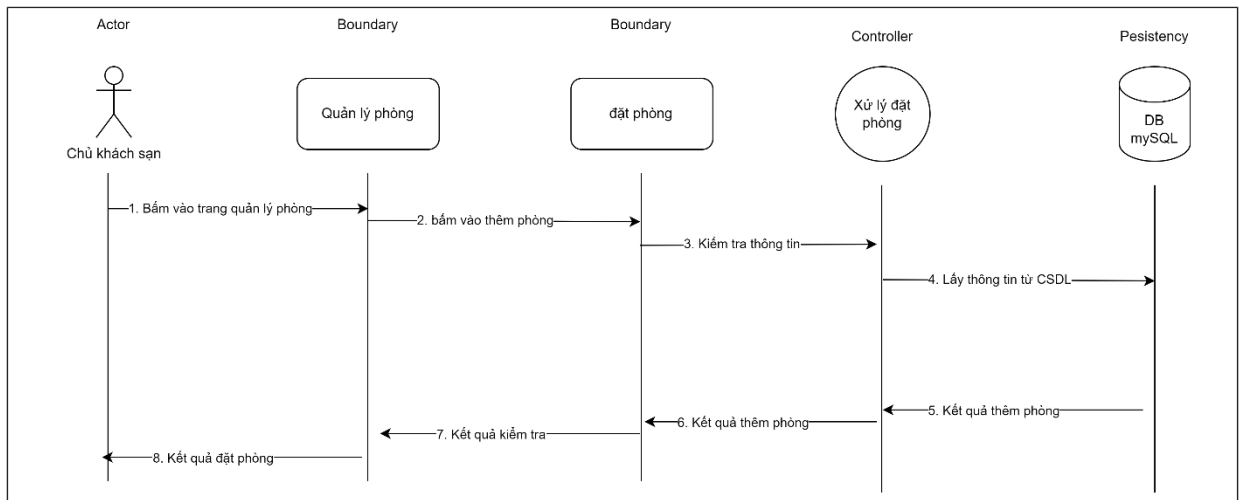 Actor
Boundary
Boundary
Controller
Pesistency
Quản lý phòng
đặt phòng
Xử lý đặt
phòng
DB
mySQL
Chủ khách sạn
1. Bấm vào trang quản lý phòng
2. bấm vào thêm phòng
3. Kiểm tra thông tin
4. Lấy thông tin từ CSDL
5. Kết quả thêm phòng
6. Kết quả thêm phòng
7. Kết quả kiểm tra
8. Kết quả đặt phòng